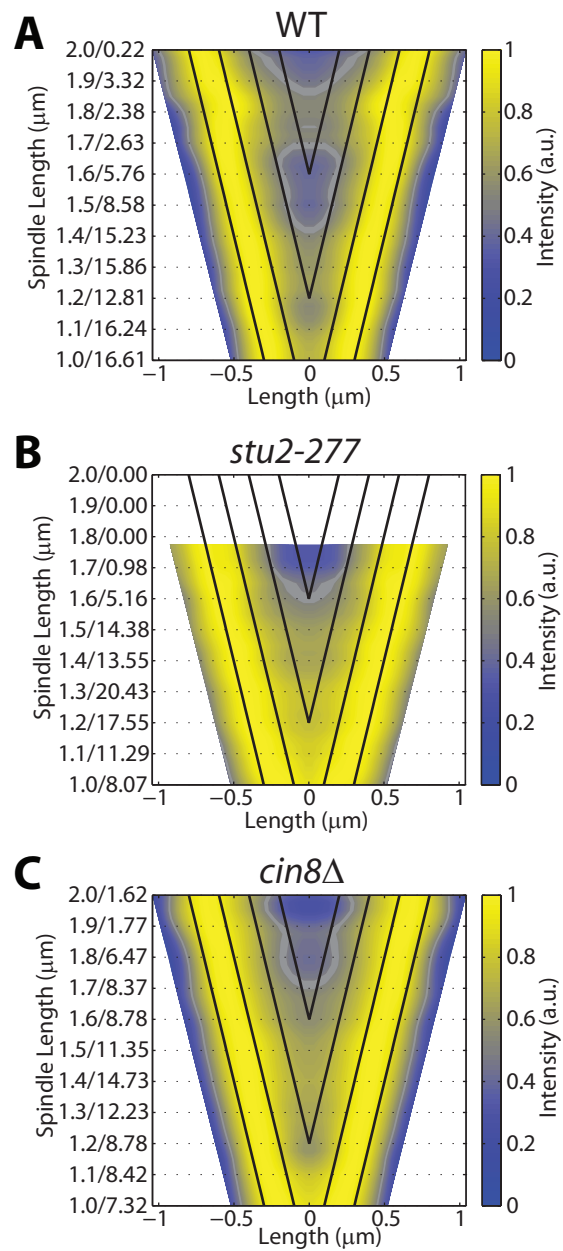 A
WT
2.0/0.22
1.9/3.32
1.8/2.38
1.7/2.63
1.6/5.76
1.5/8.58
1.4/15.23
1.3/15.86
1.2/12.81
1.1/16.24
1.0/16.61
Spindle Length (μm)
−1 −0.5 0 0.5 1
Length (μm)
1
0.8
0.6
0.4
0.2
0
Intensity (a.u.)
B
stu2-277
2.0/0.00
1.9/0.00
1.8/0.00
1.7/0.98
1.6/5.16
1.5/14.38
1.4/13.55
1.3/20.43
1.2/17.55
1.1/11.29
1.0/8.07
Spindle Length (μm)
−1 −0.5 0 0.5 1
Length (μm)
1
0.8
0.6
0.4
0.2
0
Intensity (a.u.)
C
cin8Δ
2.0/1.62
1.9/1.77
1.8/6.47
1.7/8.37
1.6/8.78
1.5/11.35
1.4/14.73
1.3/12.23
1.2/8.78
1.1/8.42
1.0/7.32
Spindle Length (μm)
−1 −0.5 0 0.5 1
Length (μm)
1
0.8
0.6
0.4
0.2
0
Intensity (a.u.)